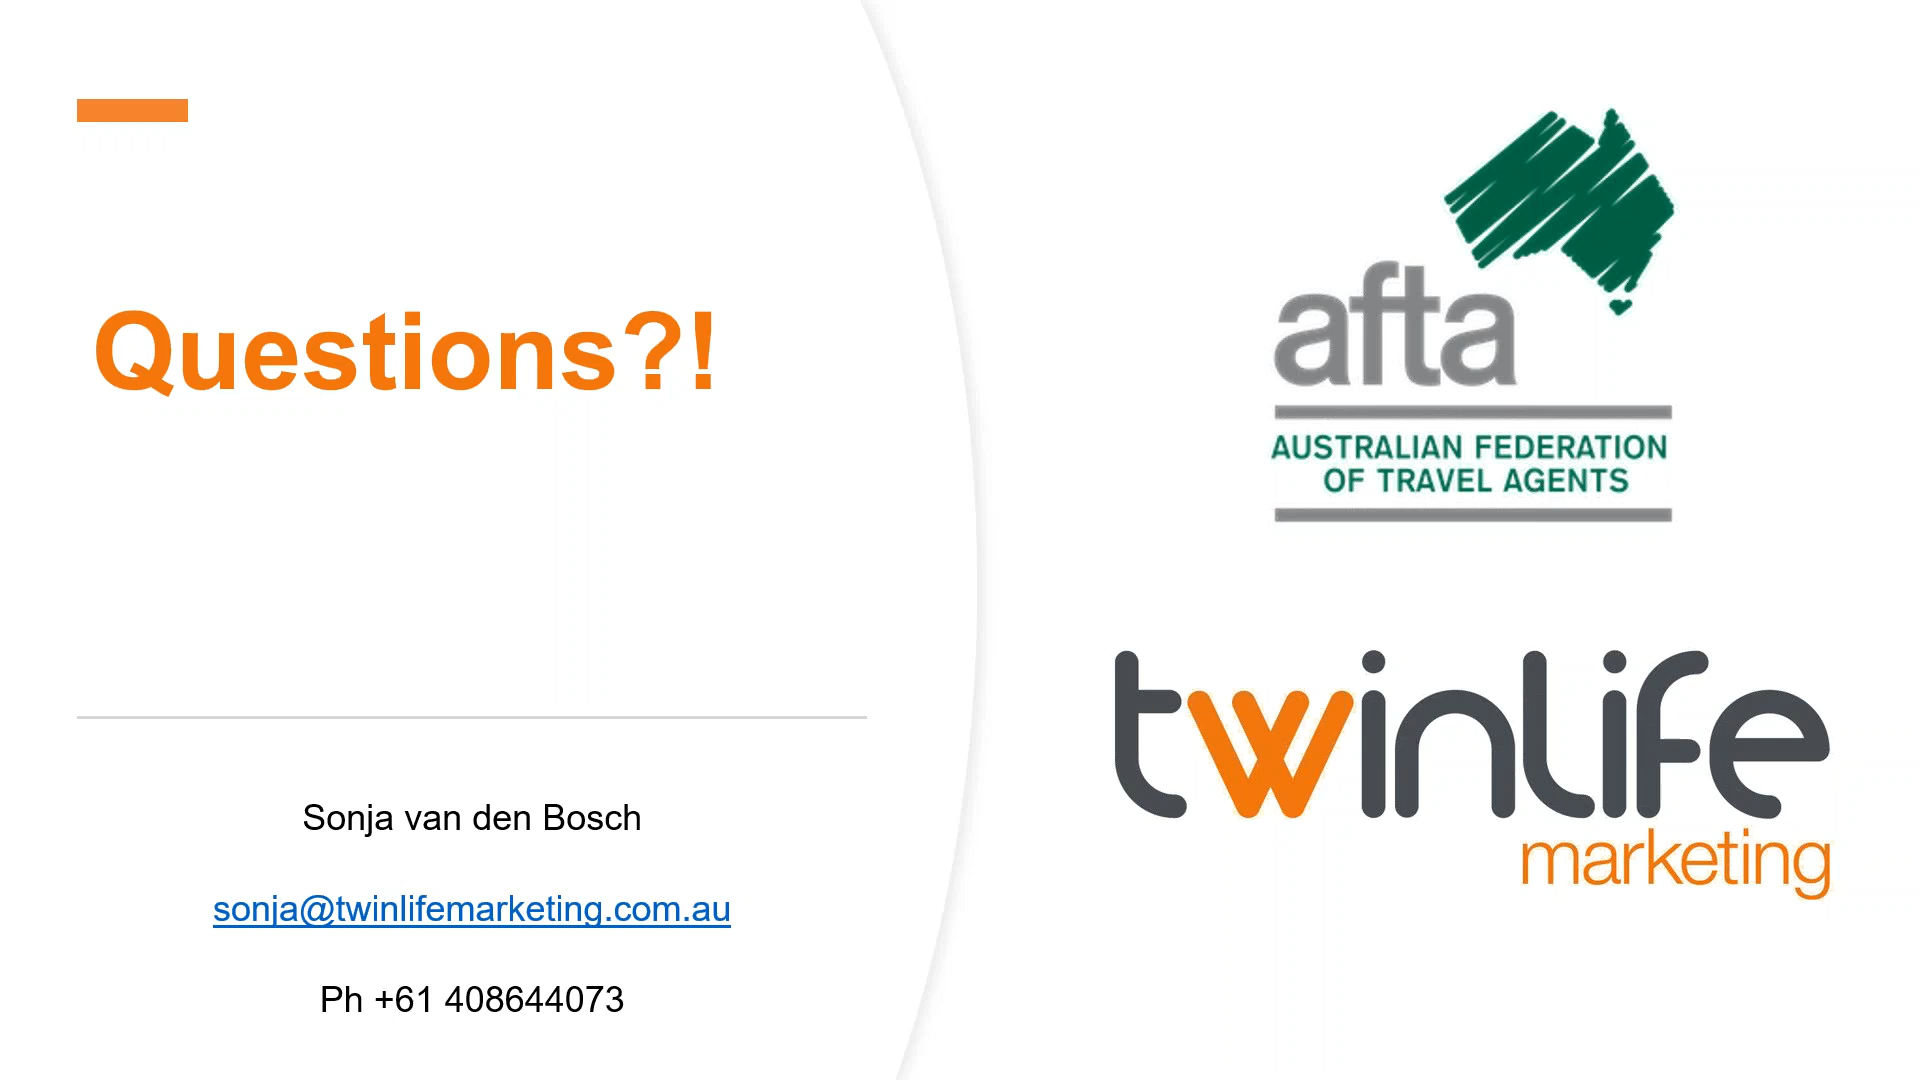 Questions?!
Sonja van den Bosch
sonja@twinlifemarketing.com.au
Ph +61 408644073
afta
AUSTRALIAN FEDERATION
OF TRAVEL AGENTS
twinlife
marketing